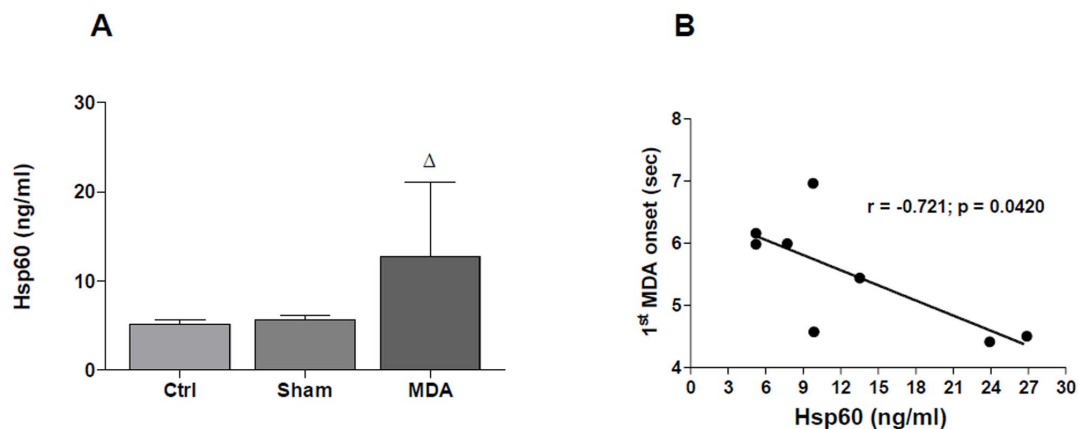 A
Hsp60 (ng/ml)
30
20
10
0
Δ
Ctrl Sham MDA
B
1st MDA onset (sec)
8
7
6
5
4
r = -0.721; p = 0.0420
0 3 6 9 12 15 18 21 24 27 30
Hsp60 (ng/ml)